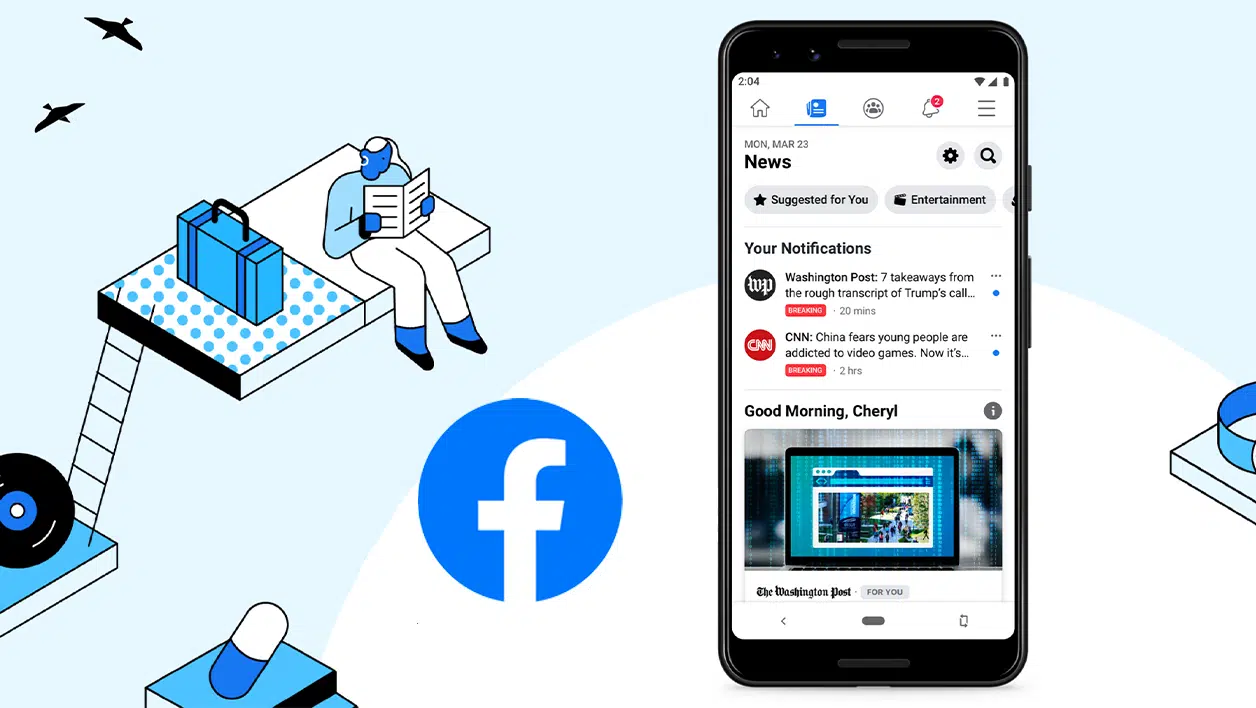 2:04
2
MON, MAR 23
News
Suggested for You
Entertainment
Your Notifications
Washington Post: 7 takeaways from
the rough transcript of Trump's call...
BREAKING · 20 mins
CNN: China fears young people are
addicted to video games. Now it's...
BREAKING · 2 hrs
Good Morning, Cheryl
The Washington Post · FOR YOU
wp
CNN
f